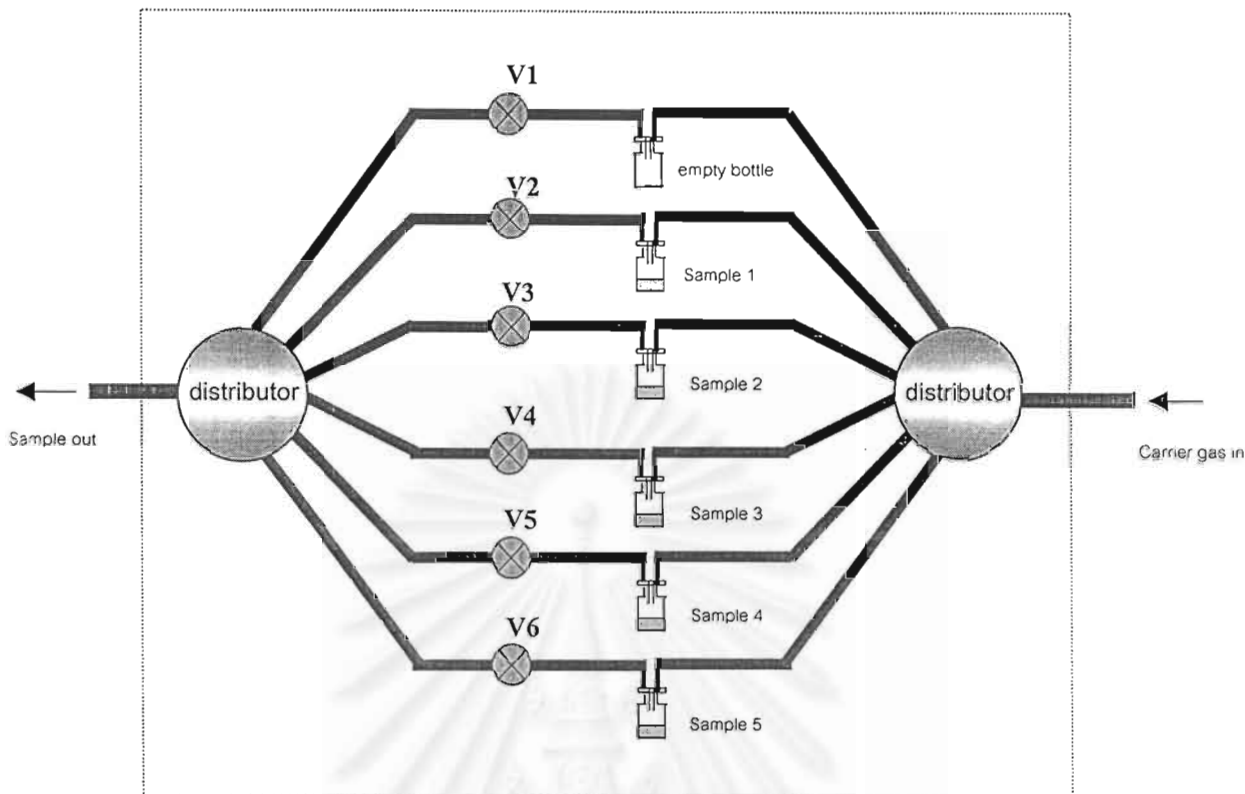 V1
empty bottle
V2
Sample 1
V3
Sample 2
distributor
distributor
Sample out
Carrier gas in
V4
Sample 3
V5
Sample 4
V6
Sample 5